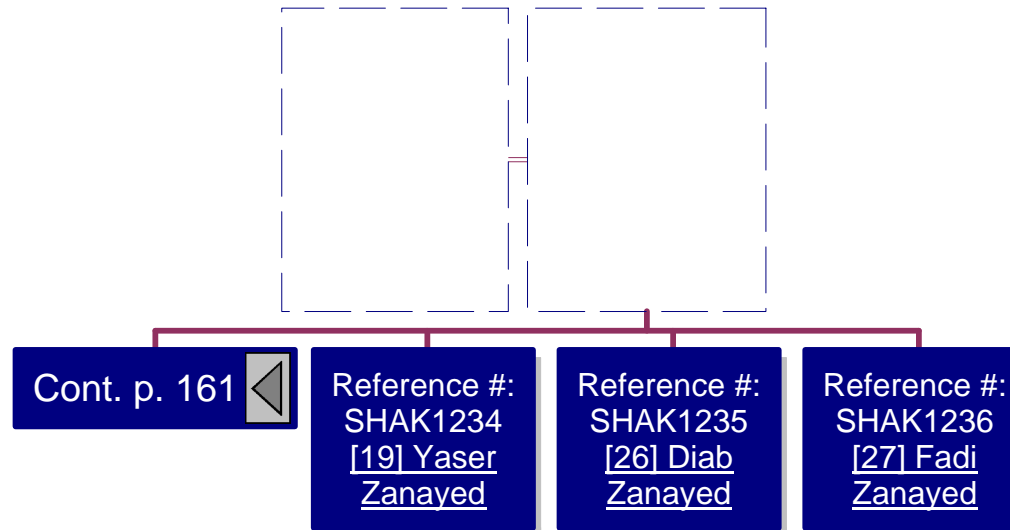 Cont. p. 161
Reference #:
SHAK1234
[19] Yaser
Zanayed
Reference #:
SHAK1235
[26] Diab
Zanayed
Reference #:
SHAK1236
[27] Fadi
Zanayed